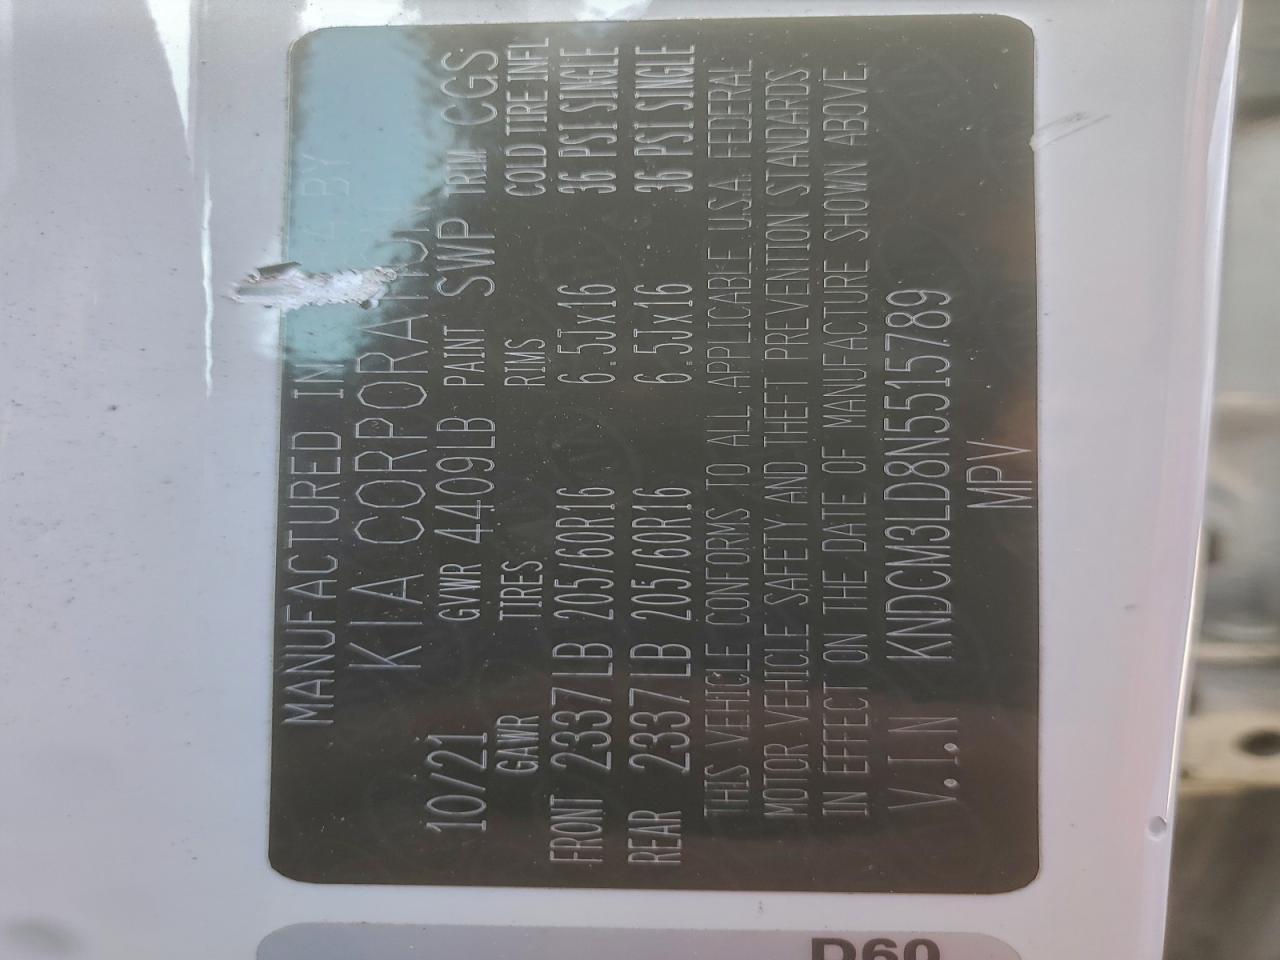 MANUFACTURED IN BY
KIA CORPORATION
10/21 GVWR 4409LB PAINT SWP TRIM CGS
GAWR TIRES RIMS COLD TIRE INFL
FRONT 2337LB 205/60R16 6.5Jx16 36 PSI SINGLE
REAR 2337LB 205/60R16 6.5Jx16 36 PSI SINGLE
THIS VEHICLE CONFORMS TO ALL APPLICABLE U.S.A. FEDERAL
MOTOR VEHICLE SAFETY AND THEFT PREVENTION STANDARDS
IN EFFECT ON THE DATE OF MANUFACTURE SHOWN ABOVE.
V.I.N KNDCM3LD8N5515789
MPV
D60